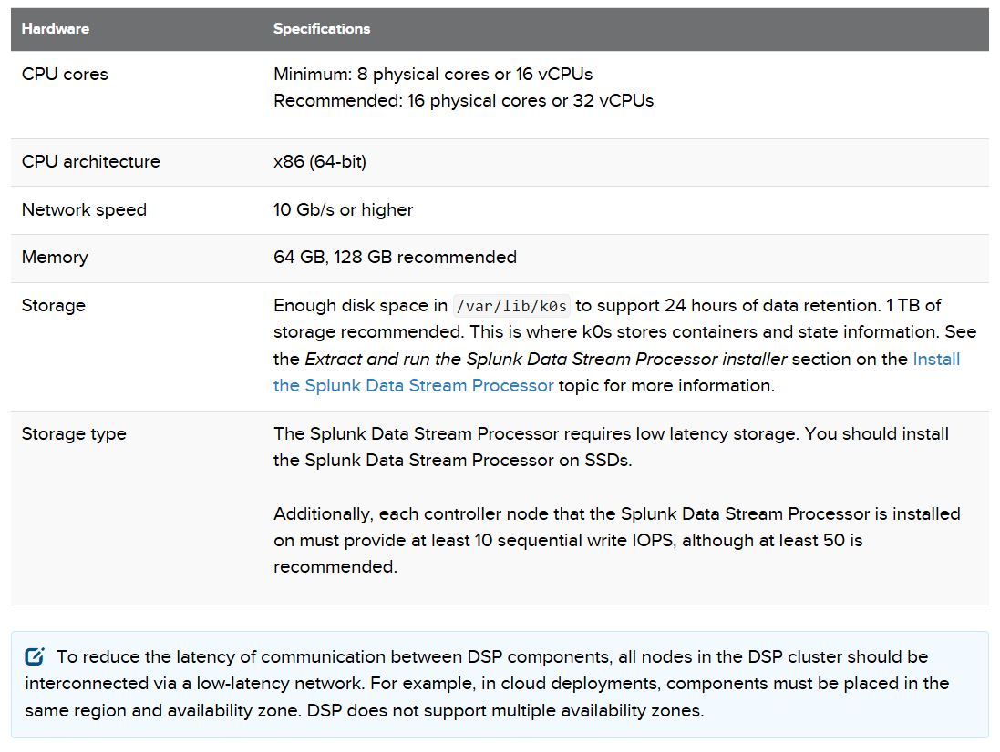 Hardware Specifications
CPU cores Minimum: 8 physical cores or 16 vCPUs
Recommended: 16 physical cores or 32 vCPUs
CPU architecture x86 (64-bit)
Network speed 10 Gb/s or higher
Memory 64 GB, 128 GB recommended
Storage Enough disk space in /var/lib/k0s to support 24 hours of data retention. 1 TB of
storage recommended. This is where k0s stores containers and state information. See
the Extract and run the Splunk Data Stream Processor installer section on the Install
the Splunk Data Stream Processor topic for more information.
Storage type The Splunk Data Stream Processor requires low latency storage. You should install
the Splunk Data Stream Processor on SSDs.
Additionally, each controller node that the Splunk Data Stream Processor is installed
on must provide at least 10 sequential write IOPS, although at least 50 is
recommended.
To reduce the latency of communication between DSP components, all nodes in the DSP cluster should be
interconnected via a low-latency network. For example, in cloud deployments, components must be placed in the
same region and availability zone. DSP does not support multiple availability zones.